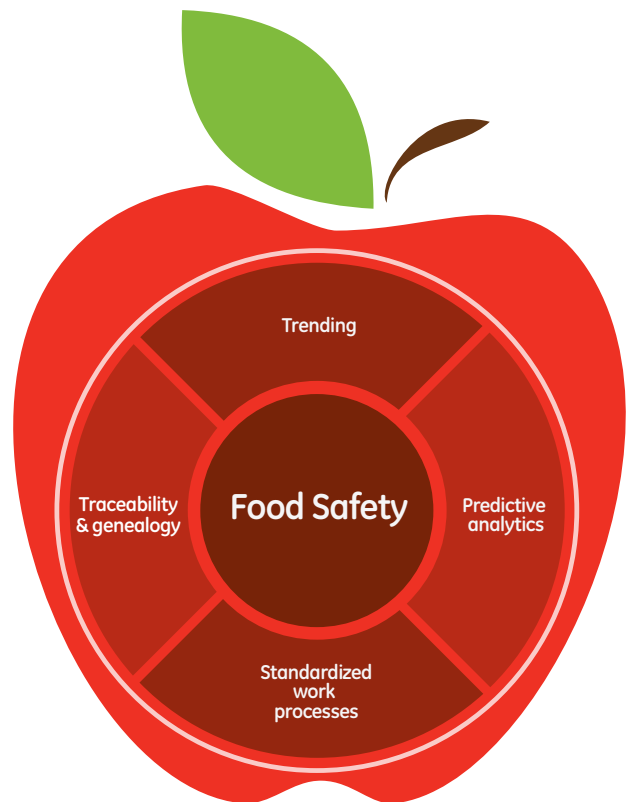 Trending
Traceability
& genealogy
Food Safety
Predictive
analytics
Standardized
work
processes